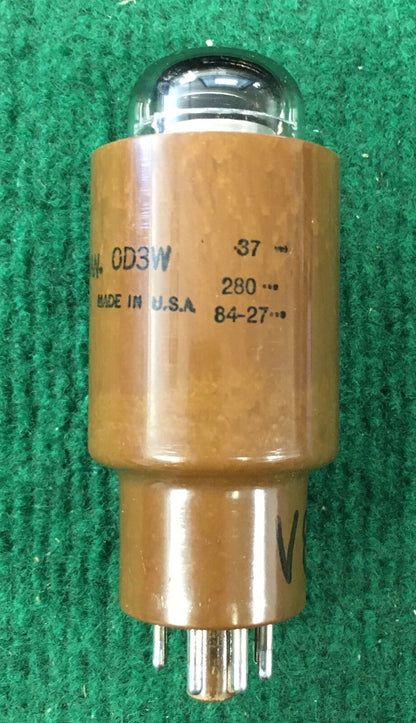 0D3W
MADE IN U.S.A.
·37 ···
280 ···
84-27 ···
V